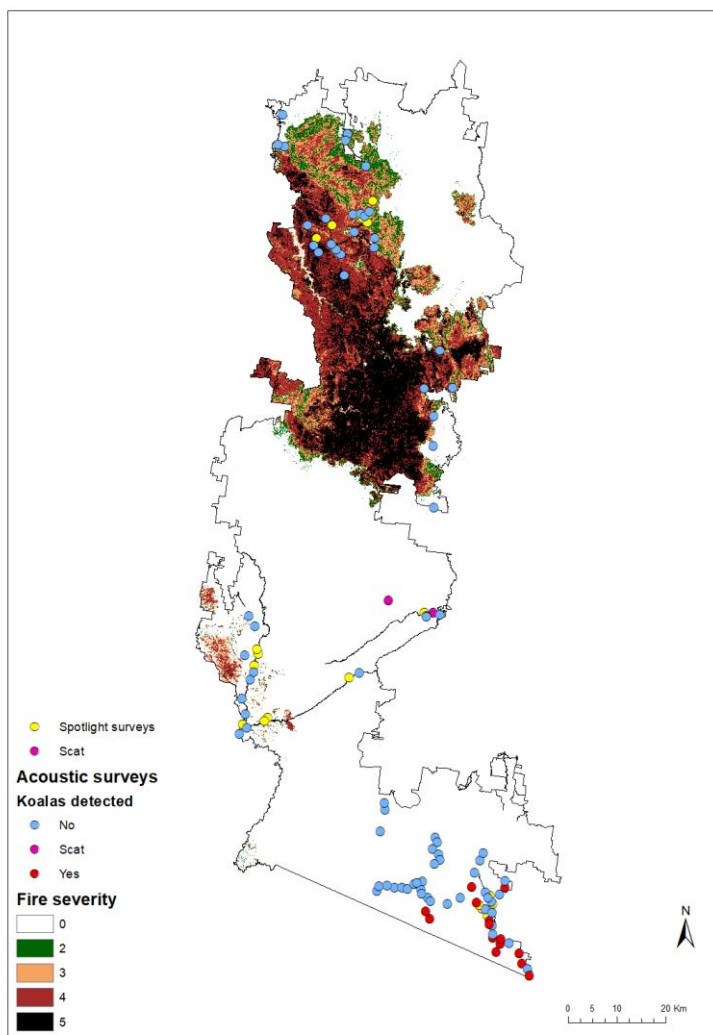 Spotlight surveys
Scat
Acoustic surveys
Koalas detected
No
Scat
Yes
Fire severity
0
2
3
4
5
N
0 5 10 20 Km